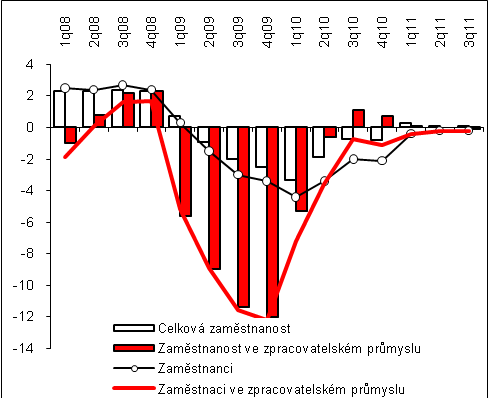 1q08 2q08 3q08 4q08 1q09 2q09 3q09 4q09 1q10 2q10 3q10 4q10 1q11 2q11 3q11
4
2
0
-2
-4
-6
-8
-10
-12
-14
Celková zaměstnanost
Zaměstnanost ve zpracovatelském průmyslu
Zaměstnanci
Zaměstnaci ve zpracovatelském průmyslu